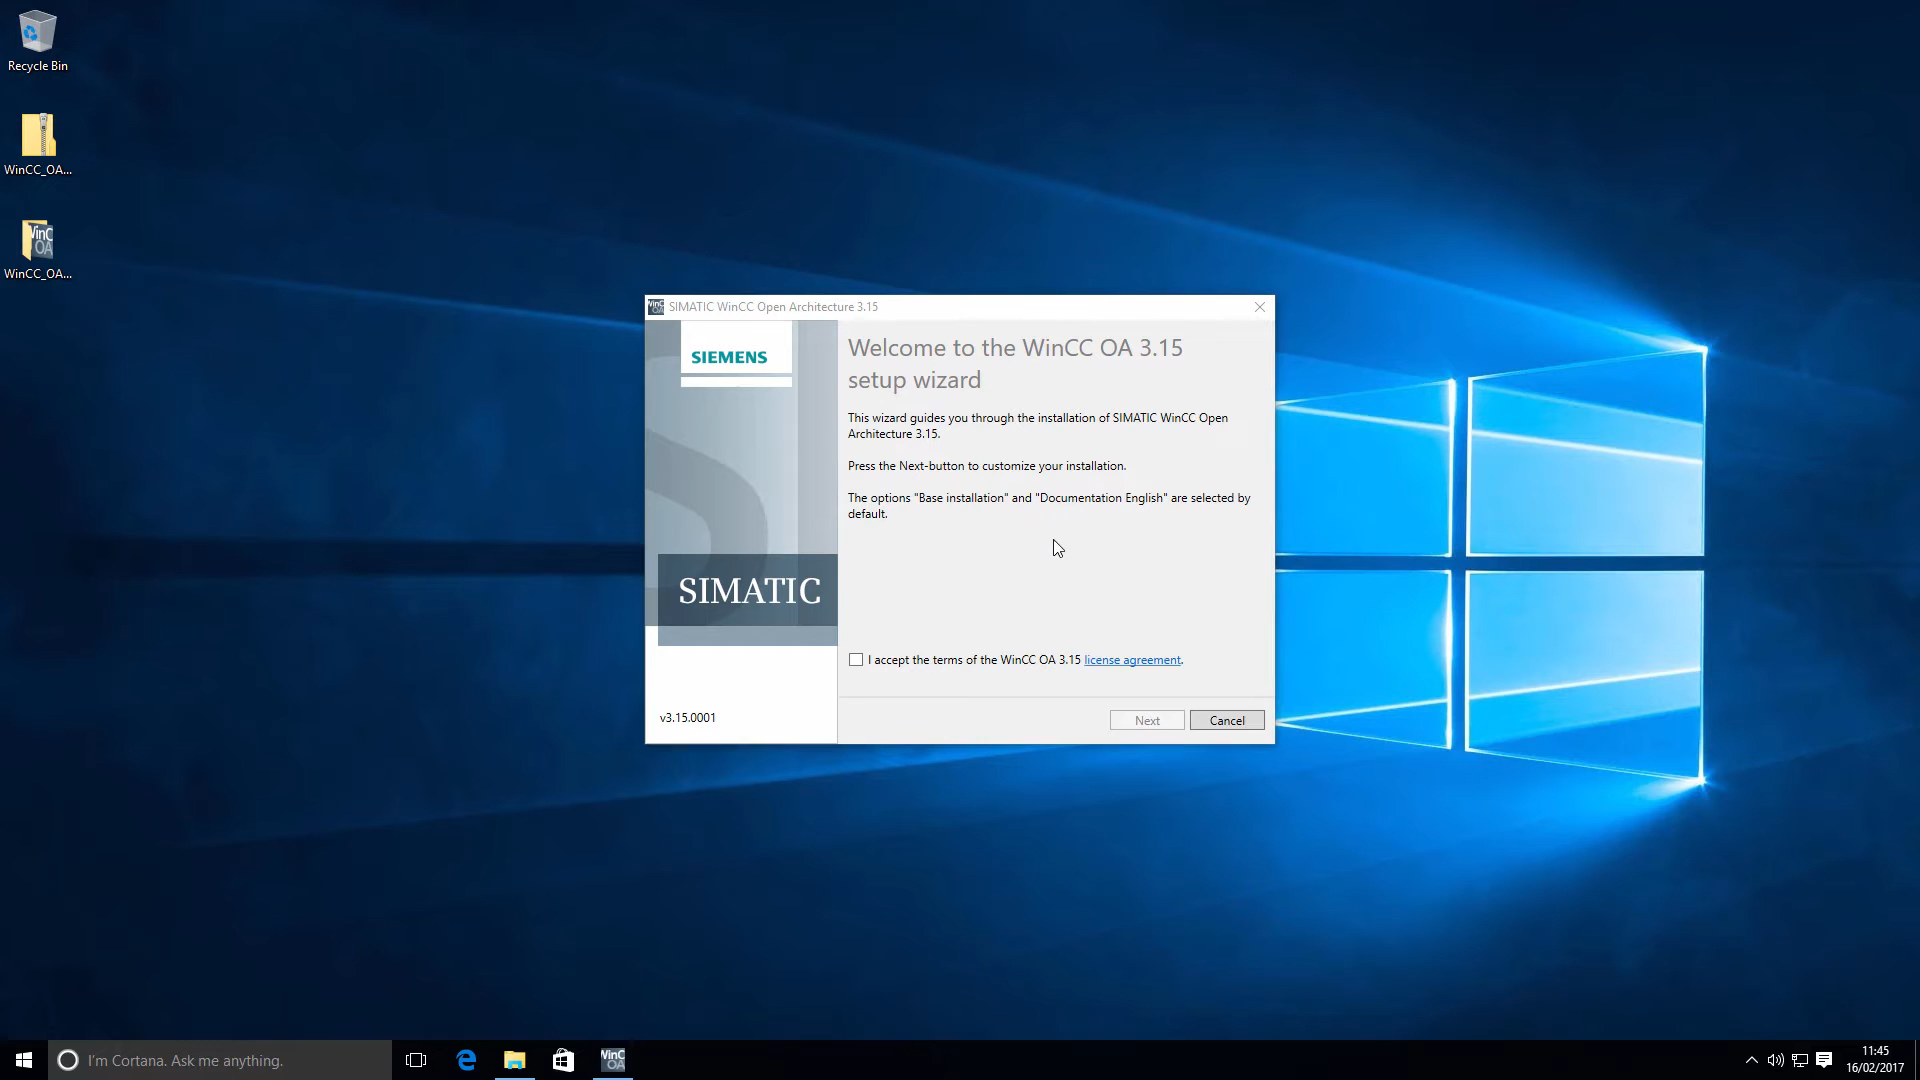 Recycle Bin
WinCC_OA...
WinCC_OA...
SIMATIC WinCC Open Architecture 3.15
SIEMENS
SIMATIC
v3.15.0001
Welcome to the WinCC OA 3.15
setup wizard
This wizard guides you through the installation of SIMATIC WinCC Open
Architecture 3.15.
Press the Next-button to customize your installation.
The options "Base installation" and "Documentation English" are selected by
default.
I accept the terms of the WinCC OA 3.15 license agreement.
Next
Cancel
I'm Cortana. Ask me anything.
WinC
OA
11:45
16/02/2017